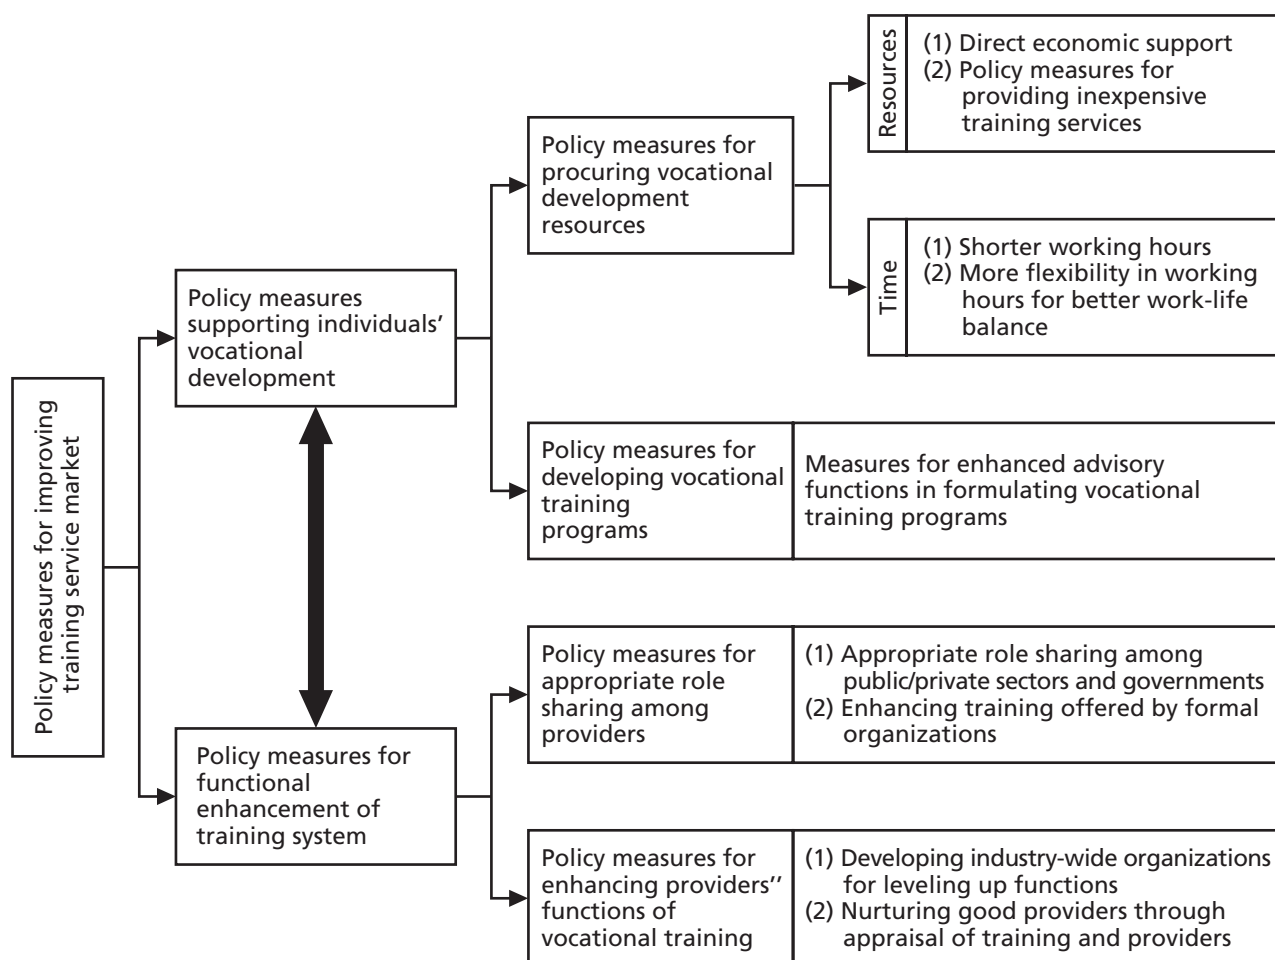 Policy measures for improving
training service market
Policy measures
supporting individuals’
vocational
development
Policy measures for
functional
enhancement of
training system
Policy measures for
procuring vocational
development
resources
Resources
(1) Direct economic support
(2) Policy measures for
providing inexpensive
training services
Time
(1) Shorter working hours
(2) More flexibility in working
hours for better work-life
balance
Policy measures for
developing vocational
training
programs
Measures for enhanced advisory
functions in formulating vocational
training programs
Policy measures for
appropriate role
sharing among
providers
(1) Appropriate role sharing among
public/private sectors and governments
(2) Enhancing training offered by formal
organizations
Policy measures for
enhancing providers’’
functions of
vocational training
(1) Developing industry-wide organizations
for leveling up functions
(2) Nurturing good providers through
appraisal of training and providers